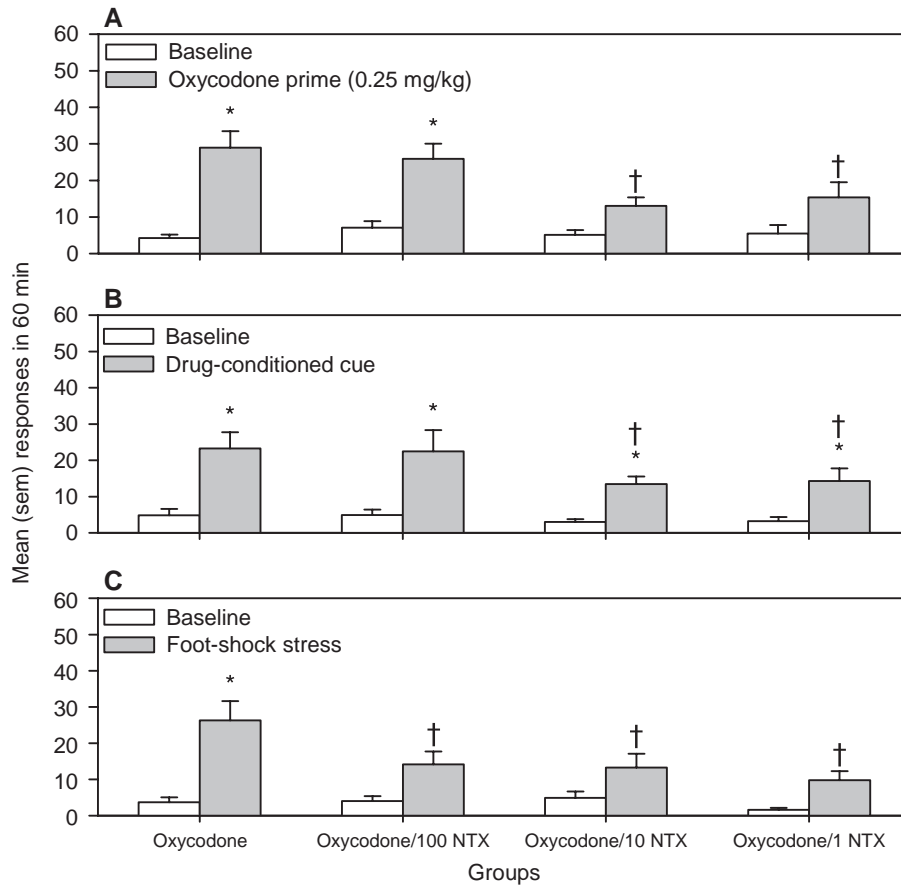 A
60
50
40
30
20
10
0
Baseline
Oxycodone prime (0.25 mg/kg)
*
*
†
†
B
60
50
40
30
20
10
0
Baseline
Drug-conditioned cue
*
*
†
*
†
*
Mean (sem) responses in 60 min
C
60
50
40
30
20
10
0
Baseline
Foot-shock stress
*
†
†
†
Oxycodone
Oxycodone/100 NTX
Oxycodone/10 NTX
Oxycodone/1 NTX
Groups